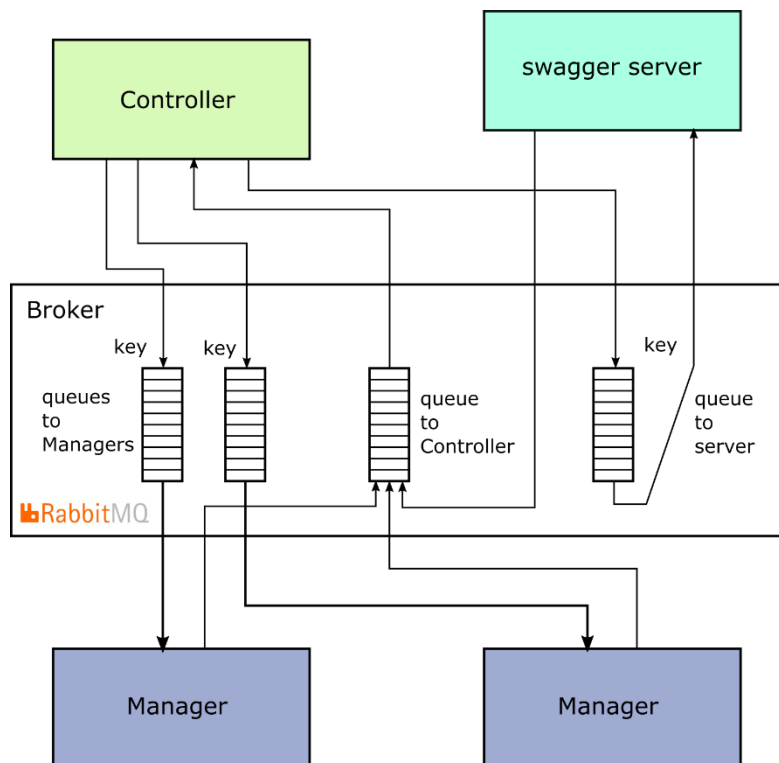 Controller
swagger server
Broker
key
key
key
queues
to
Managers
queue
to
Controller
queue
to
server
RabbitMQ
Manager
Manager